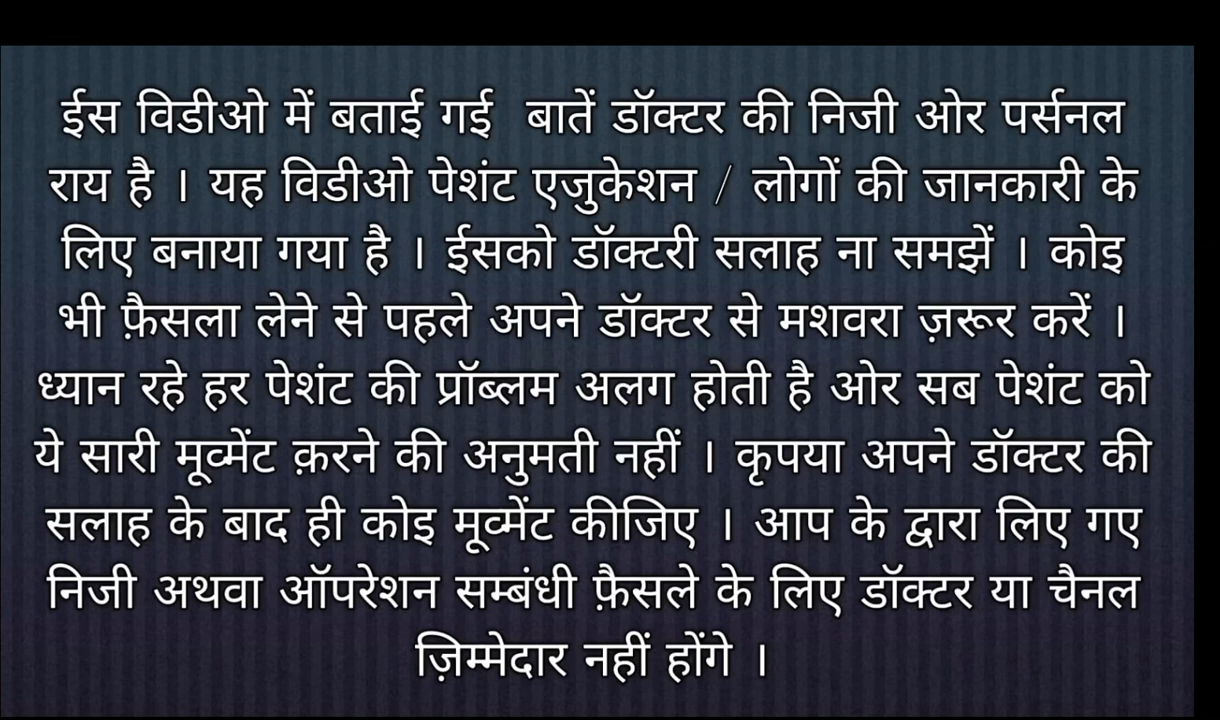 ईस विडीओ में बताई गई बातें डॉक्टर की निजी ओर पर्सनल
राय है । यह विडीओ पेशंट एजुकेशन / लोगों की जानकारी के
लिए बनाया गया है । ईसको डॉक्टरी सलाह ना समझें । कोइ
भी फ़ैसला लेने से पहले अपने डॉक्टर से मशवरा ज़रूर करें ।
ध्यान रहे हर पेशंट की प्रॉब्लम अलग होती है ओर सब पेशंट को
ये सारी मूव्मेंट क़रने की अनुमती नहीं । कृपया अपने डॉक्टर की
सलाह के बाद ही कोइ मूव्मेंट कीजिए । आप के द्वारा लिए गए
निजी अथवा ऑपरेशन सम्बंधी फ़ैसले के लिए डॉक्टर या चैनल
ज़िम्मेदार नहीं होंगे ।